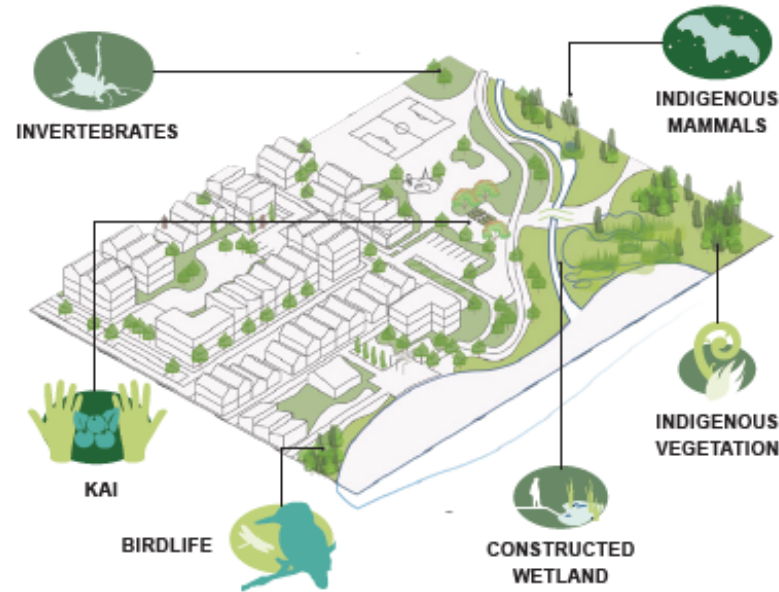 INVERTEBRATES
INDIGENOUS
MAMMALS
KAI
INDIGENOUS
VEGETATION
BIRDLIFE
CONSTRUCTED
WETLAND